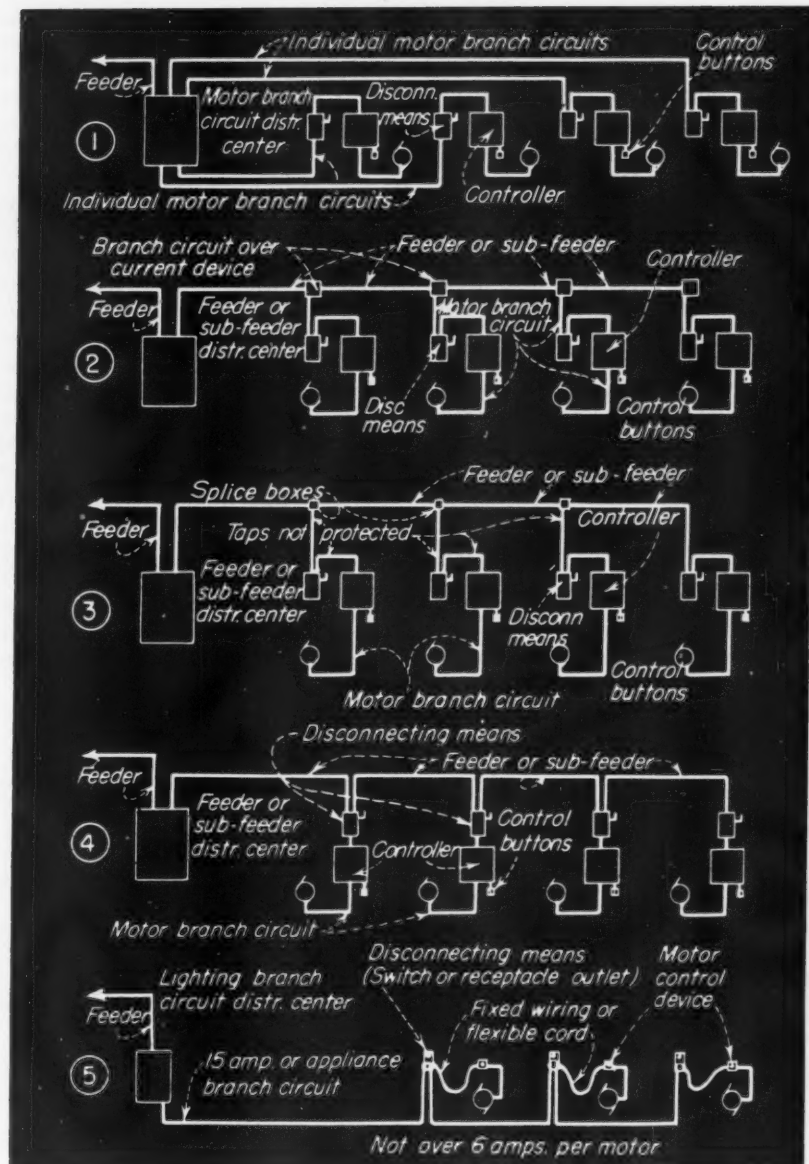 Individual motor branch circuits
Control
buttons
Feeder
Motor branch
circuit distr.
center
Disconn.
means
1
Individual motor branch circuits
Controller
Branch circuit over
current device
Feeder or sub-feeder
Controller
Feeder
Feeder or
sub-feeder
distr. center
Motor branch
circuit
2
Disc
means
Control
buttons
Splice boxes
Feeder or sub-feeder
Feeder
Taps not protected
Controller
Feeder or
sub-feeder
distr. center
3
Disconn
means
Control
buttons
Motor branch circuit
Disconnecting means
Feeder
Feeder or sub-feeder
Feeder or
sub-feeder
distr. center
4
Control
buttons
Controller
Motor branch circuit
Disconnecting means
(Switch or receptacle outlet)
Motor
control
device
Lighting branch
circuit distr. center
Feeder
Fixed wiring or
flexible cord
5
15 amp. or appliance
branch circuit
Not over 6 amps. per motor